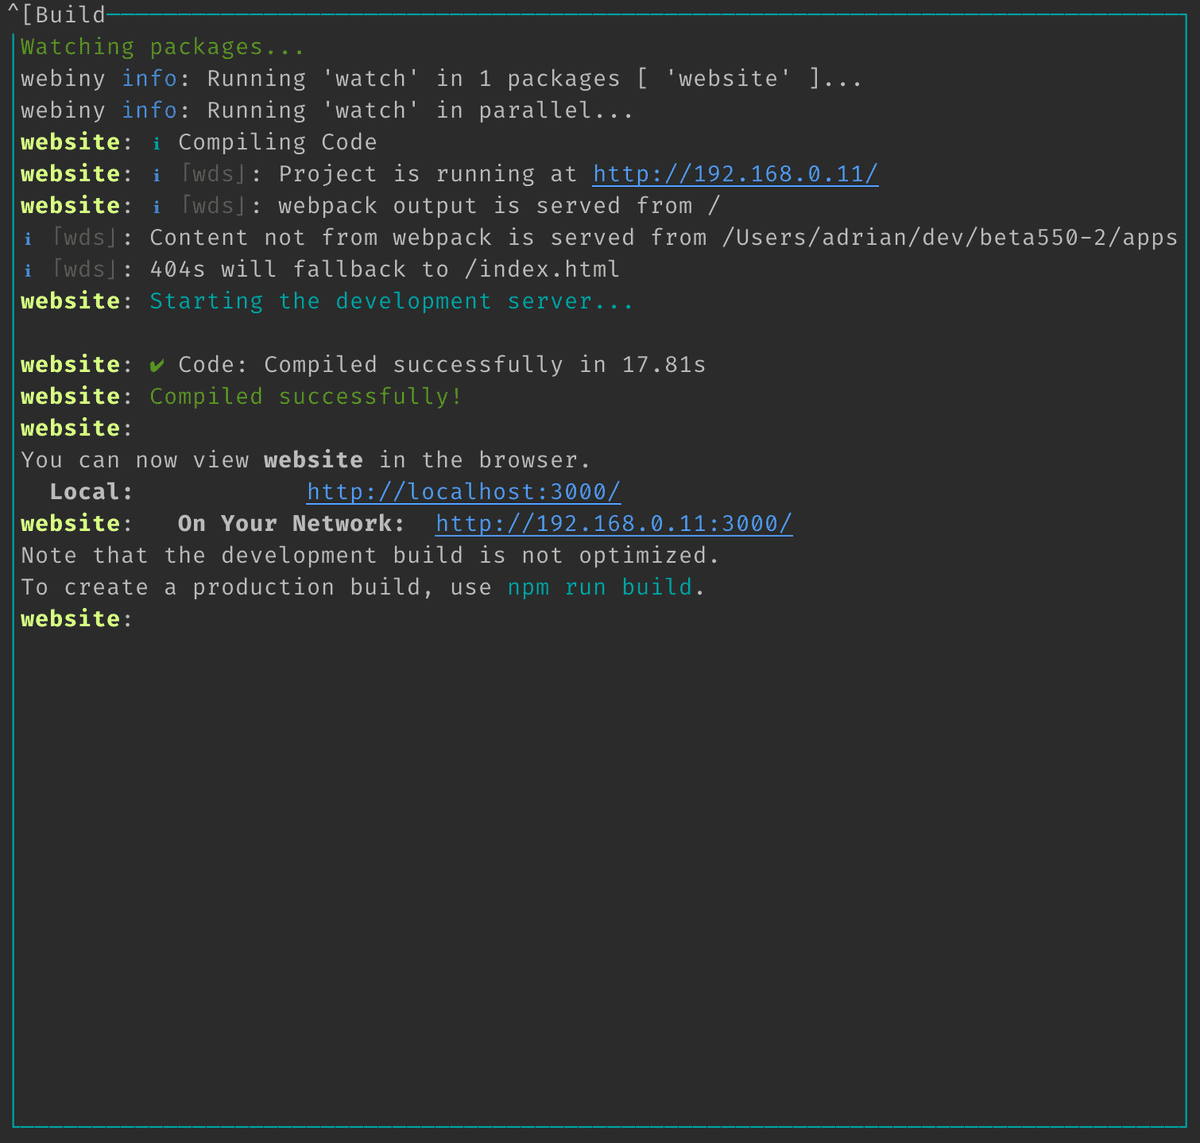 ^[Build
Watching packages...
webiny info: Running 'watch' in 1 packages [ 'website' ]...
webiny info: Running 'watch' in parallel...
website: ℹ Compiling Code
website: ℹ ｢wds｣: Project is running at http://192.168.0.11/
website: ℹ ｢wds｣: webpack output is served from /
ℹ ｢wds｣: Content not from webpack is served from /Users/adrian/dev/beta550-2/apps
ℹ ｢wds｣: 404s will fallback to /index.html
website: Starting the development server...
website: ✔ Code: Compiled successfully in 17.81s
website: Compiled successfully!
website:
You can now view website in the browser.
Local: http://localhost:3000/
website: On Your Network: http://192.168.0.11:3000/
Note that the development build is not optimized.
To create a production build, use npm run build.
website: